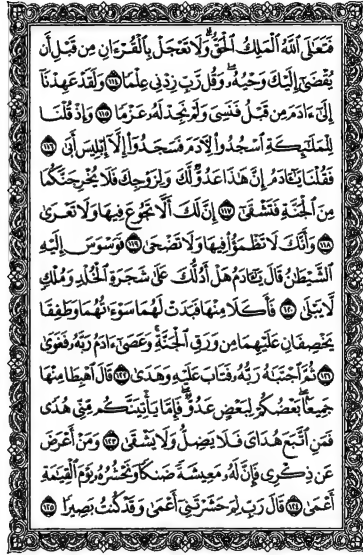 فَتَعَٰلَى ٱللَّهُ ٱلْمَلِكُ ٱلْحَقُّ ۗ وَلَا تَعْجَلْ بِٱلْقُرْءَانِ مِن قَبْلِ أَن
يُقْضَىٰٓ إِلَيْكَ وَحْيُهُۥ ۖ وَقُل رَّبِّ زِدْنِى عِلْمًا ١١٤ وَلَقَدْ عَهِدْنَآ
إِلَىٰٓ ءَادَمَ مِن قَبْلُ فَنَسِىَ وَلَمْ نَجِدْ لَهُۥ عَزْمًا ١١٥ وَإِذْ قُلْنَا
لِلْمَلَٰٓئِكَةِ ٱسْجُدُوا۟ لِءَادَمَ فَسَجَدُوٓا۟ إِلَّآ إِبْلِيسَ أَبَىٰ ١١٦
فَقُلْنَا يَٰٓـَٔادَمُ إِنَّ هَٰذَا عَدُوٌّ لَّكَ وَلِزَوْجِكَ فَلَا يُخْرِجَنَّكُمَا
مِنَ ٱلْجَنَّةِ فَتَشْقَىٰٓ ١١٧ إِنَّ لَكَ أَلَّا تَجُوعَ فِيهَا وَلَا تَعْرَىٰ
١١٨ وَأَنَّكَ لَا تَظْمَؤُا۟ فِيهَا وَلَا تَضْحَىٰ ١١٩ فَوَسْوَسَ إِلَيْهِ
ٱلشَّيْطَٰنُ قَالَ يَٰٓـَٔادَمُ هَلْ أَدُلُّكَ عَلَىٰ شَجَرَةِ ٱلْخُلْدِ وَمُلْكٍ
لَّا يَبْلَىٰ ١٢٠ فَأَكَلَا مِنْهَا فَبَدَتْ لَهُمَا سَوْءَٰتُهُمَا وَطَفِقَا
يَخْصِفَانِ عَلَيْهِمَا مِن وَرَقِ ٱلْجَنَّةِ ۚ وَعَصَىٰٓ ءَادَمُ رَبَّهُۥ فَغَوَىٰ
١٢١ ثُمَّ ٱجْتَبَٰهُ رَبُّهُۥ فَتَابَ عَلَيْهِ وَهَدَىٰ ١٢٢ قَالَ ٱهْبِطَا مِنْهَا
جَمِيعًۢا ۖ بَعْضُكُمْ لِبَعْضٍ عَدُوٌّ ۖ فَإِمَّا يَأْتِيَنَّكُم مِّنِّى هُدًى
فَمَنِ ٱتَّبَعَ هُدَاىَ فَلَا يَضِلُّ وَلَا يَشْقَىٰ ١٢٣ وَمَنْ أَعْرَضَ
عَن ذِكْرِى فَإِنَّ لَهُۥ مَعِيشَةً ضَنكًا وَنَحْشُرُهُۥ يَوْمَ ٱلْقِيَٰمَةِ
أَعْمَىٰ ١٢٤ قَالَ رَبِّ لِمَ حَشَرْتَنِىٓ أَعْمَىٰ وَقَدْ كُنتُ بَصِيرًا ١٢٥